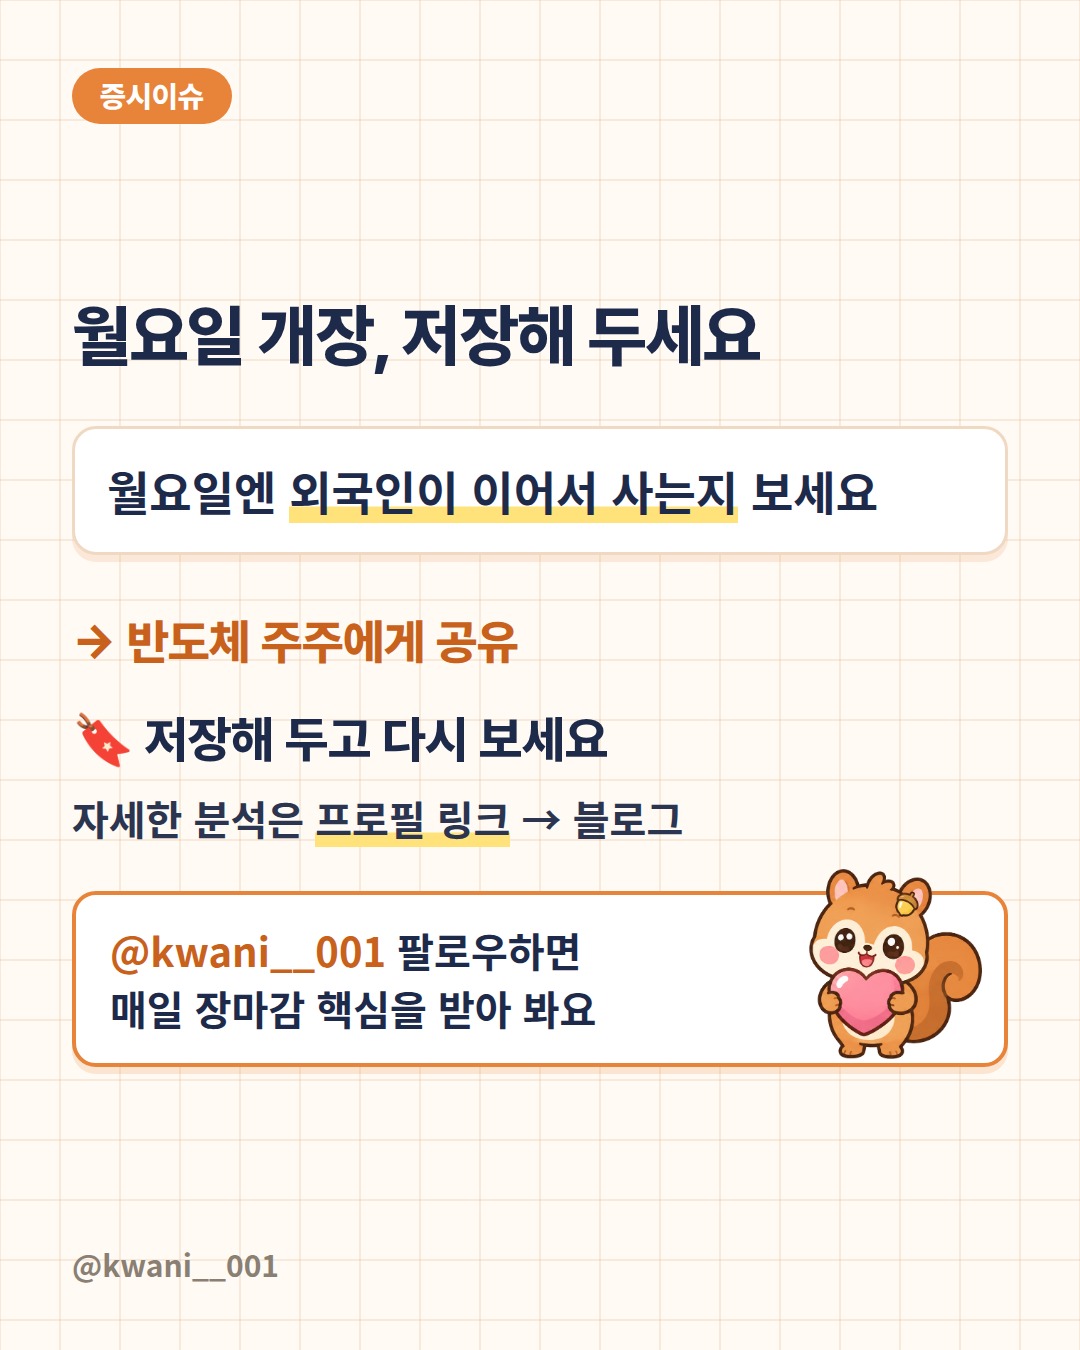 증시이슈
월요일 개장, 저장해 두세요
월요일엔 외국인이 이어서 사는지 보세요
→ 반도체 주주에게 공유
🔖 저장해 두고 다시 보세요
자세한 분석은 프로필 링크 → 블로그
@kwani__001 팔로우하면
매일 장마감 핵심을 받아 봐요
@kwani__001